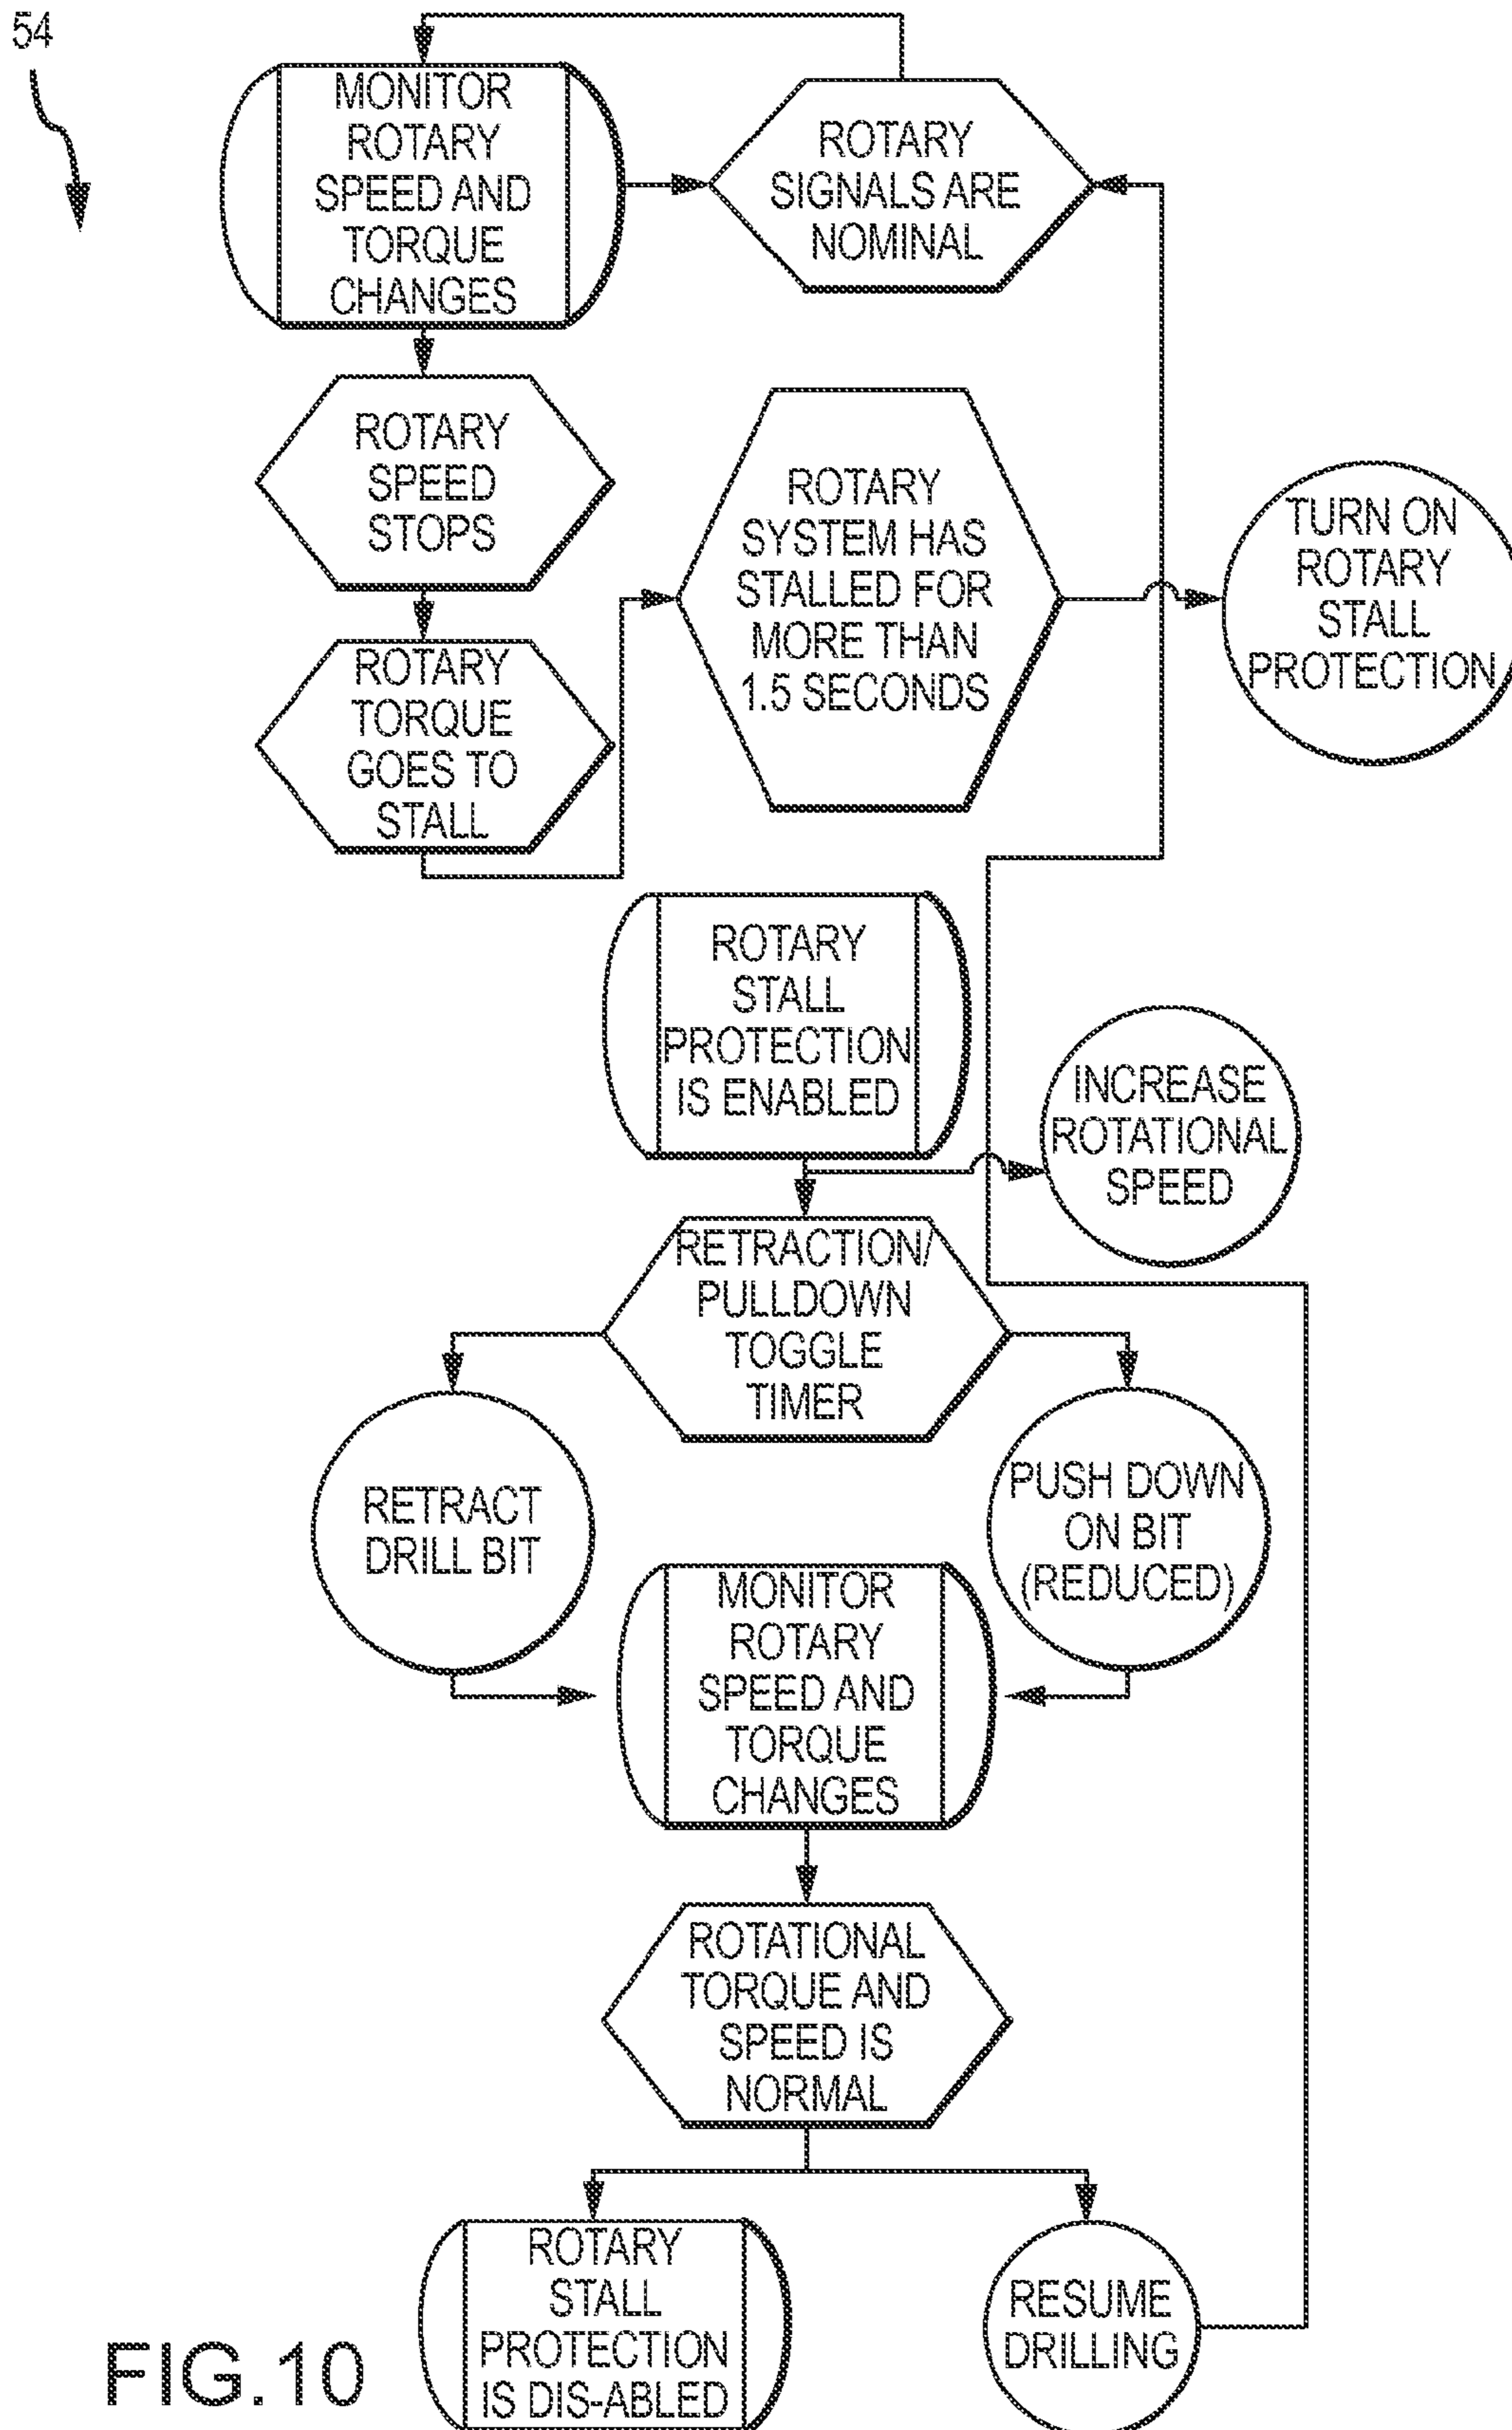 54
MONITOR
ROTARY
SPEED AND
TORQUE
CHANGES
ROTARY
SIGNALS ARE
NOMINAL
ROTARY
SPEED
STOPS
ROTARY
SYSTEM HAS
STALLED FOR
MORE THAN
1.5 SECONDS
TURN ON
ROTARY
STALL
PROTECTION
ROTARY
TORQUE
GOES TO
STALL
ROTARY
STALL
PROTECTION
IS ENABLED
INCREASE
ROTATIONAL
SPEED
RETRACTION/
PULLDOWN
TOGGLE
TIMER
RETRACT
DRILL BIT
PUSH DOWN
ON BIT
(REDUCED)
MONITOR
ROTARY
SPEED AND
TORQUE
CHANGES
ROTATIONAL
TORQUE AND
SPEED IS
NORMAL
ROTARY
STALL
PROTECTION
IS DIS-ABLED
RESUME
DRILLING
FIG.10